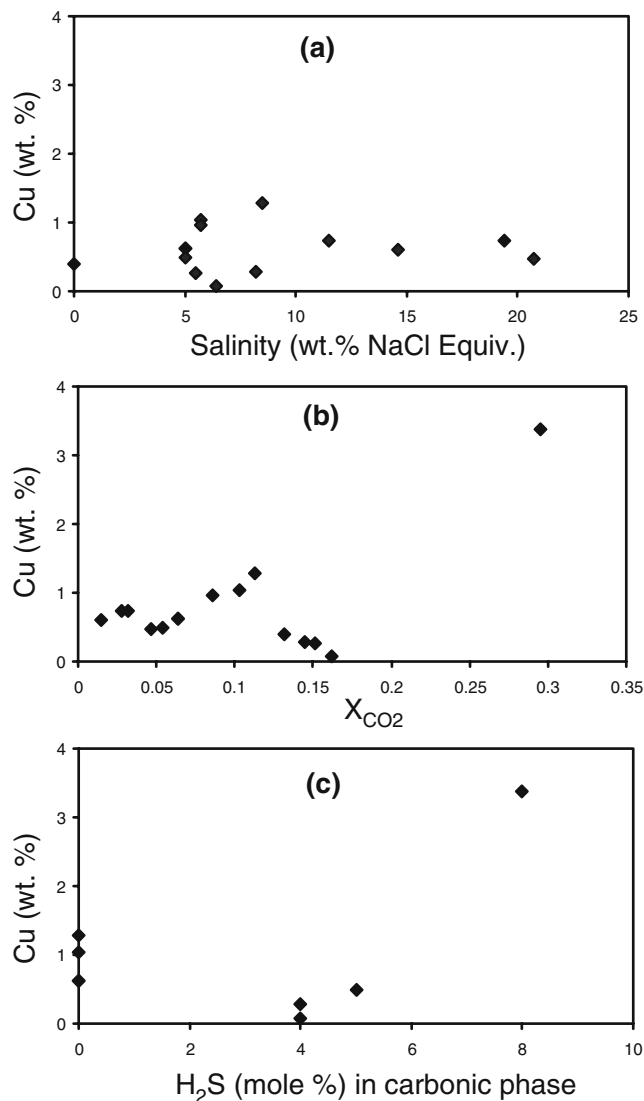 (a)
Cu (wt. %)
4
3
2
1
0
0 5 10 15 20 25
Salinity (wt.% NaCl Equiv.)
(b)
Cu (wt. %)
4
3
2
1
0
0 0.05 0.1 0.15 0.2 0.25 0.3 0.35
X_CO2
(c)
Cu (wt. %)
4
3
2
1
0
0 2 4 6 8 10
H₂S (mole %) in carbonic phase